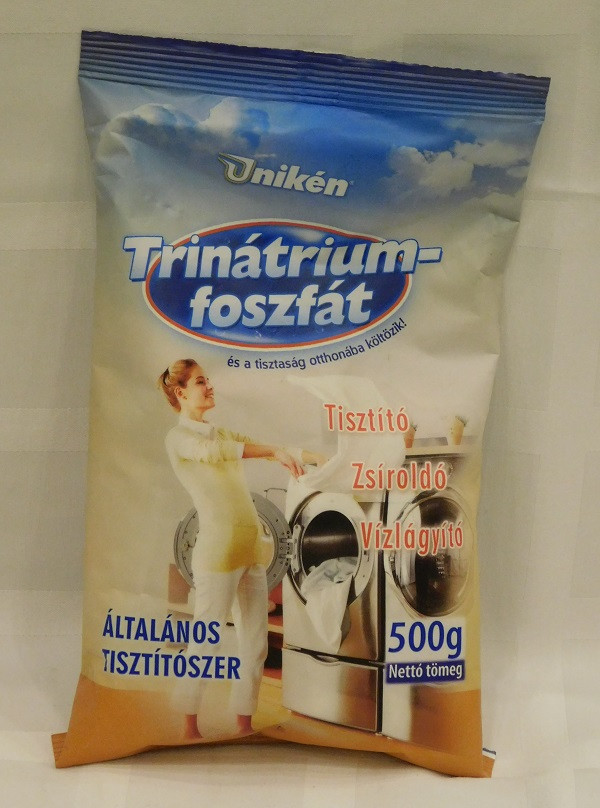 Unikén
Trinátrium-
foszfát
és a tisztaság otthonába költözik!
Tisztító
Zsíroldó
Vízlágyító
ÁLTALÁNOS
TISZTÍTÓSZER
500g
Nettó tömeg